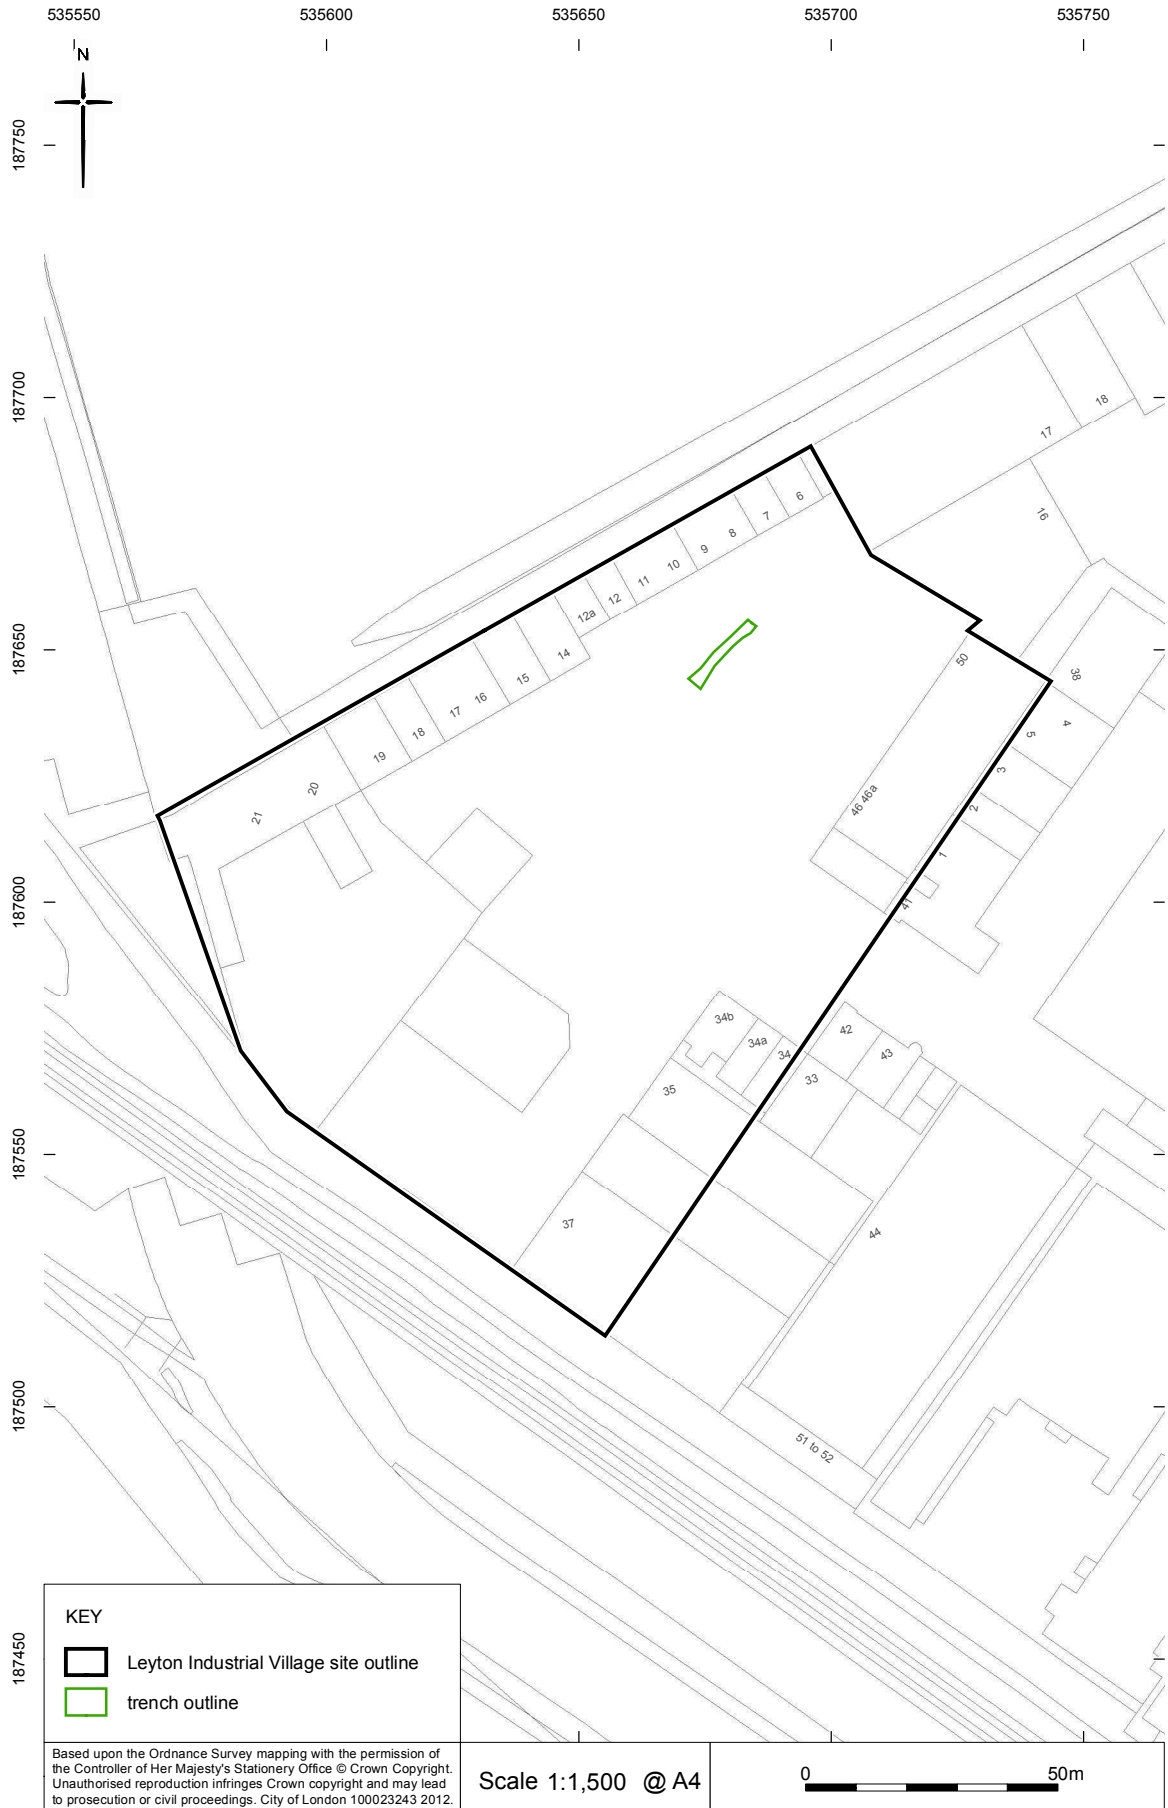 535550 535600 535650 535700 535750
N
187750
187700
187650
187600
187550
187500
187450
18
17
16
6
7
8
9
10
11
12
12a
14
15
16
17
18
19
20
21
50
46 46a
38
4
5
3
2
1
41
34b
34a
34
42
43
33
35
37
44
51 to 52
KEY
Leyton Industrial Village site outline
trench outline
Based upon the Ordnance Survey mapping with the permission of
the Controller of Her Majesty's Stationery Office © Crown Copyright.
Unauthorised reproduction infringes Crown copyright and may lead
to prosecution or civil proceedings. City of London 100023243 2012.
Scale 1:1,500 @ A4
0 50m